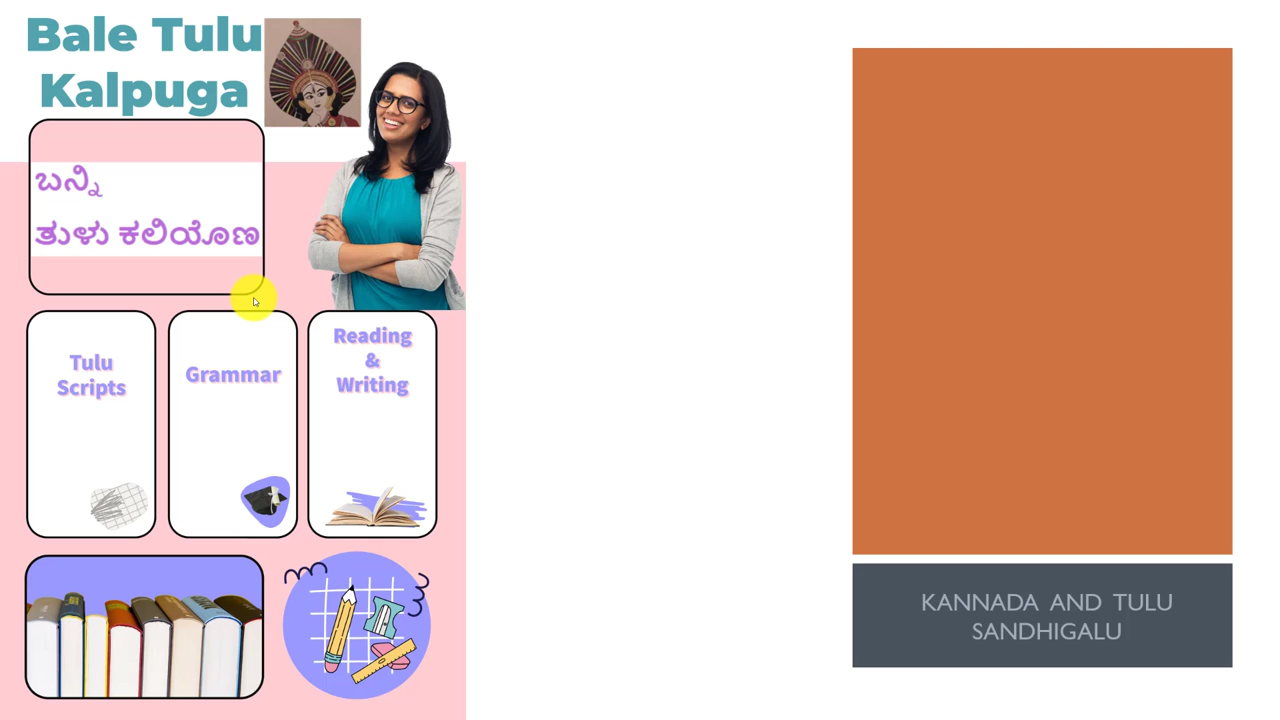 Bale Tulu
Kalpuga
ಬನ್ನಿ
ತುಳು ಕಲಿಯೊಣ
Tulu
Scripts
Grammar
Reading
&
Writing
KANNADA AND TULU
SANDHIGALU